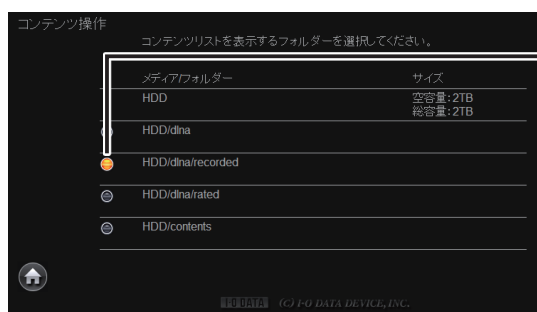 コンテンツ操作
コンテンツリストを表示するフォルダーを選択してください。
メディア/フォルダー サイズ
HDD 空容量:2TB
総容量:2TB
HDD/dlna
HDD/dlna/recorded
HDD/dlna/rated
HDD/contents
I-O DATA (C) I-O DATA DEVICE, INC.